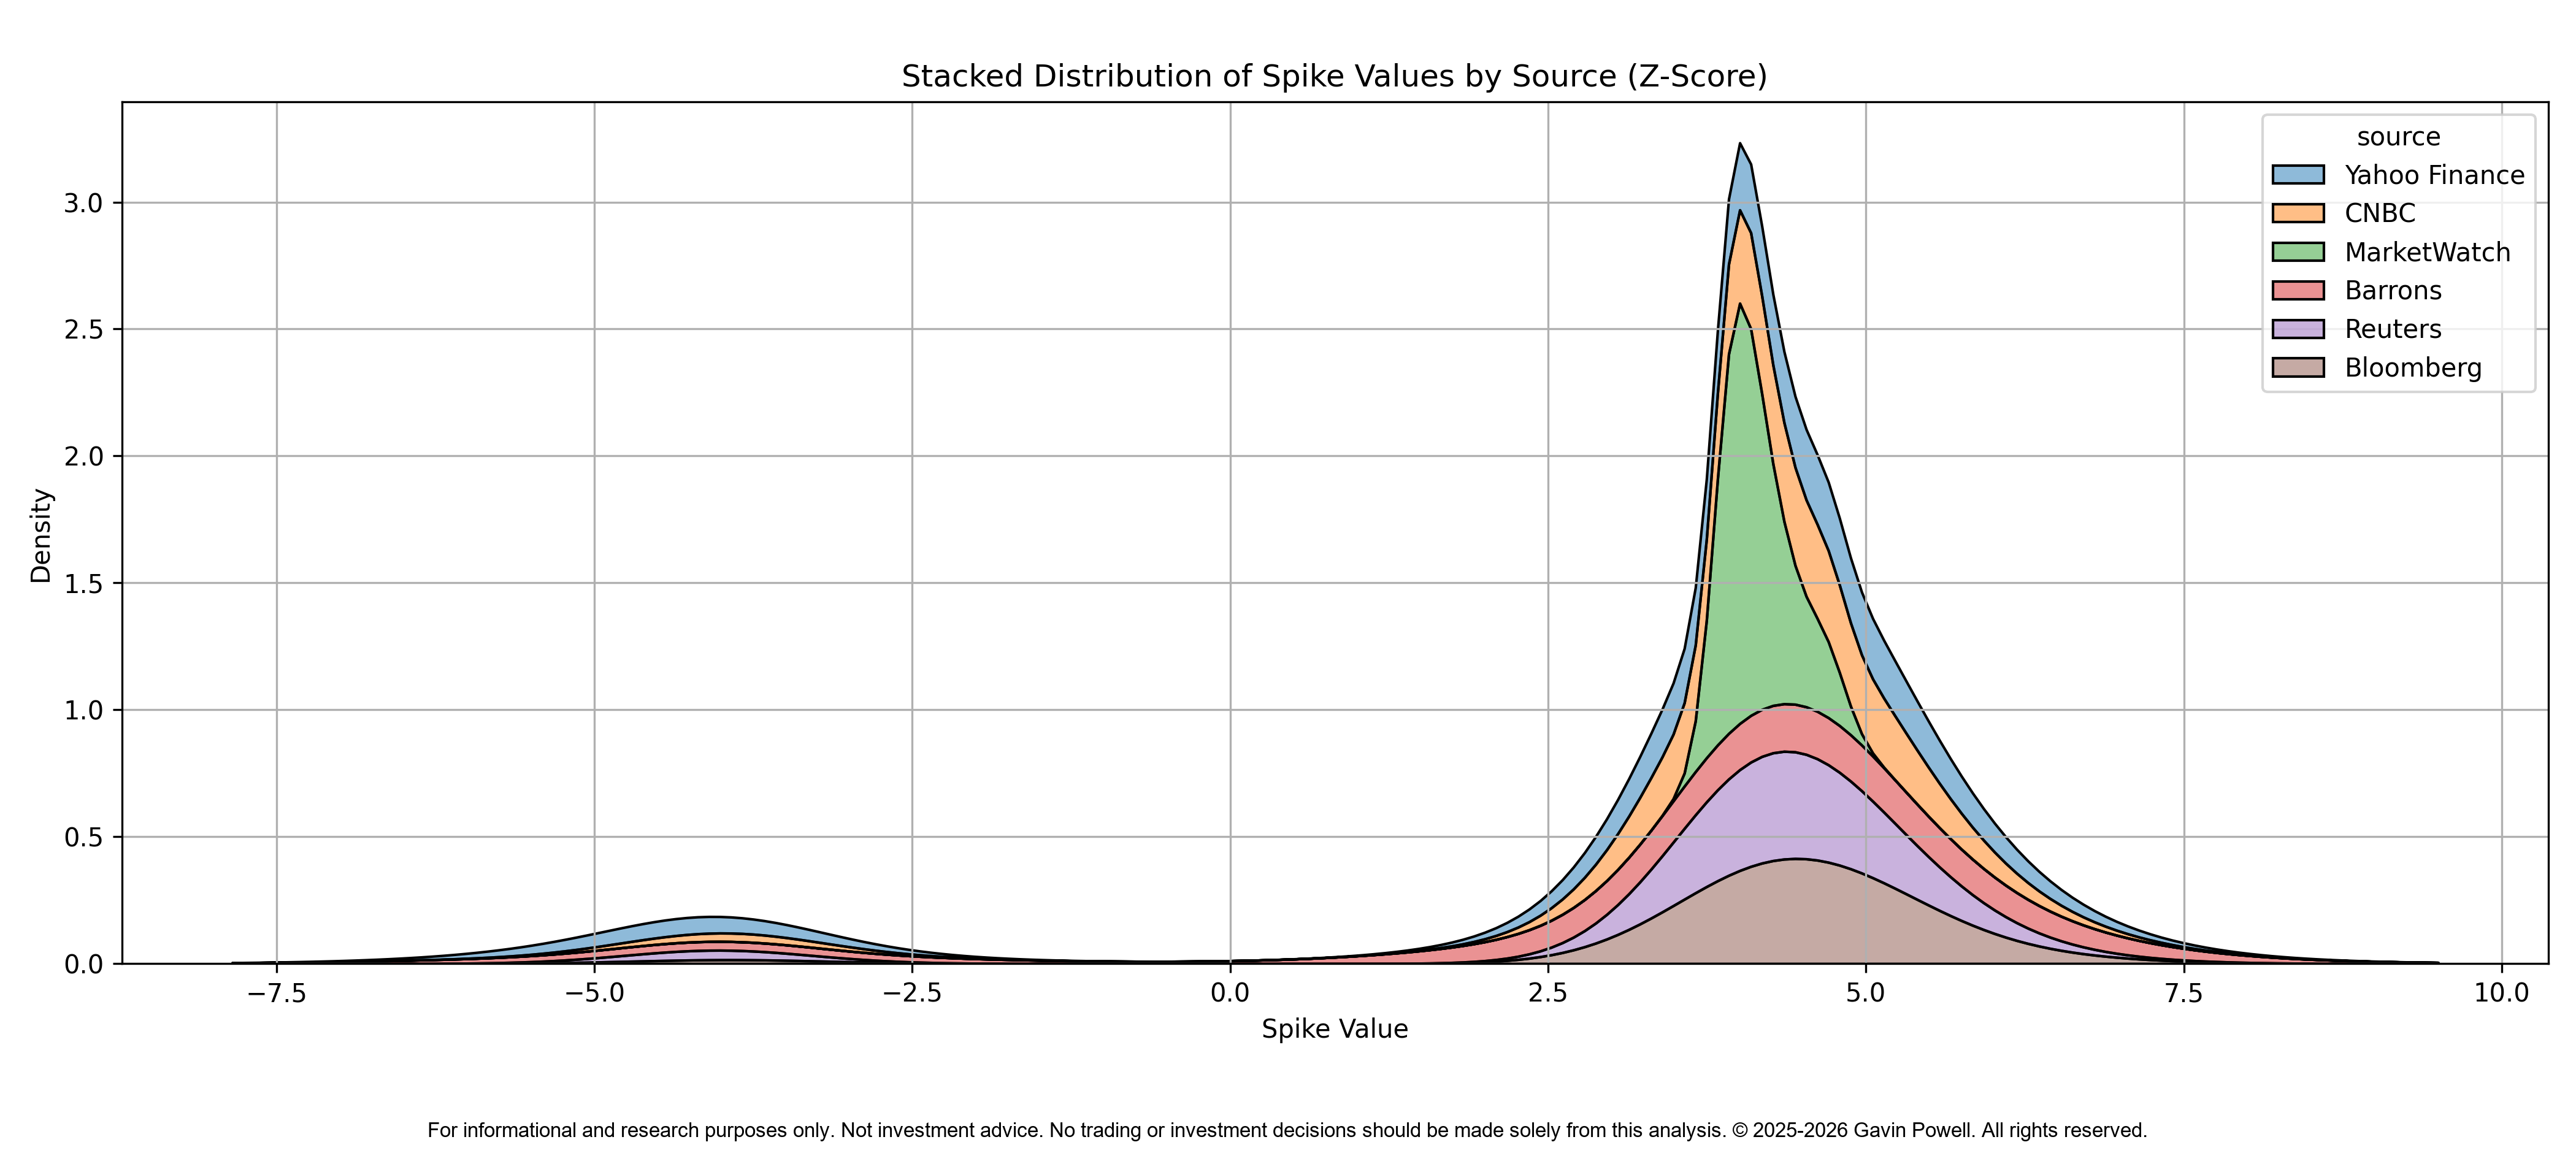 Stacked Distribution of Spike Values by Source (Z-Score)
source
Yahoo Finance
CNBC
MarketWatch
Barrons
Reuters
Bloomberg
Density
3.0
2.5
2.0
1.5
1.0
0.5
0.0
−7.5 −5.0 −2.5 0.0 2.5 5.0 7.5 10.0
Spike Value
For informational and research purposes only. Not investment advice. No trading or investment decisions should be made solely from this analysis. © 2025-2026 Gavin Powell. All rights reserved.